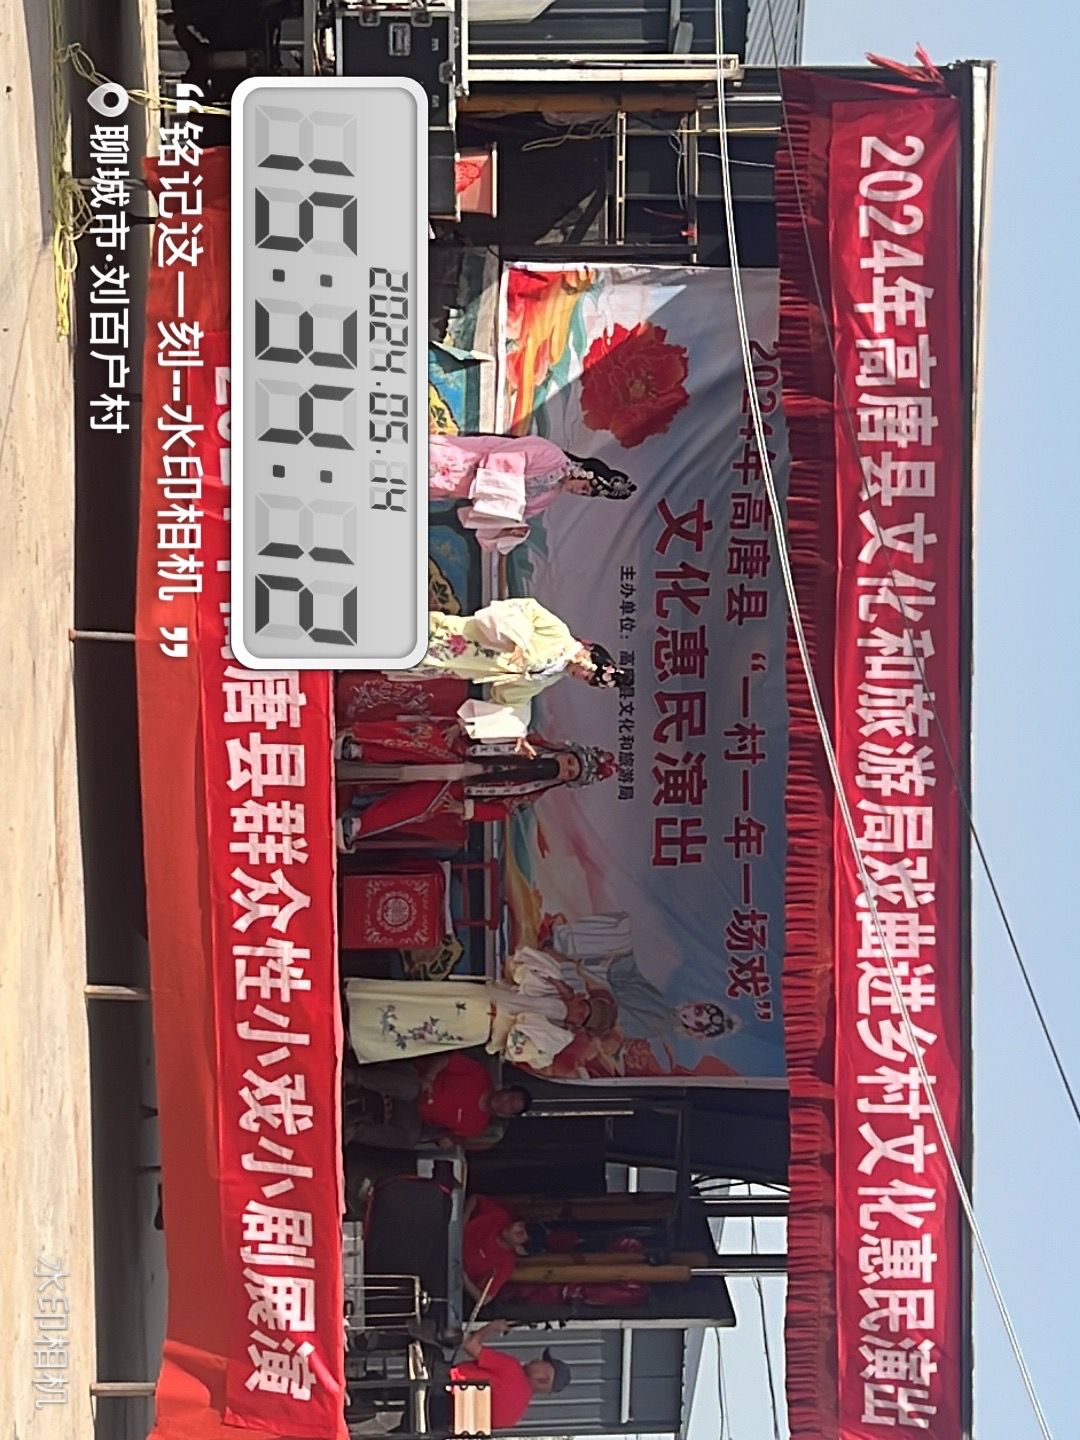 2024年高唐县文化和旅游局戏曲进乡村文化惠民演出
2024年高唐县 “一村一年一场戏”
文化惠民演出
主办单位：高唐县文化和旅游局
2024.05.14
15:34:12
唐县群众性小戏小剧展演
“铭记这一刻--水印相机 ”
聊城市·刘百户村
水印相机